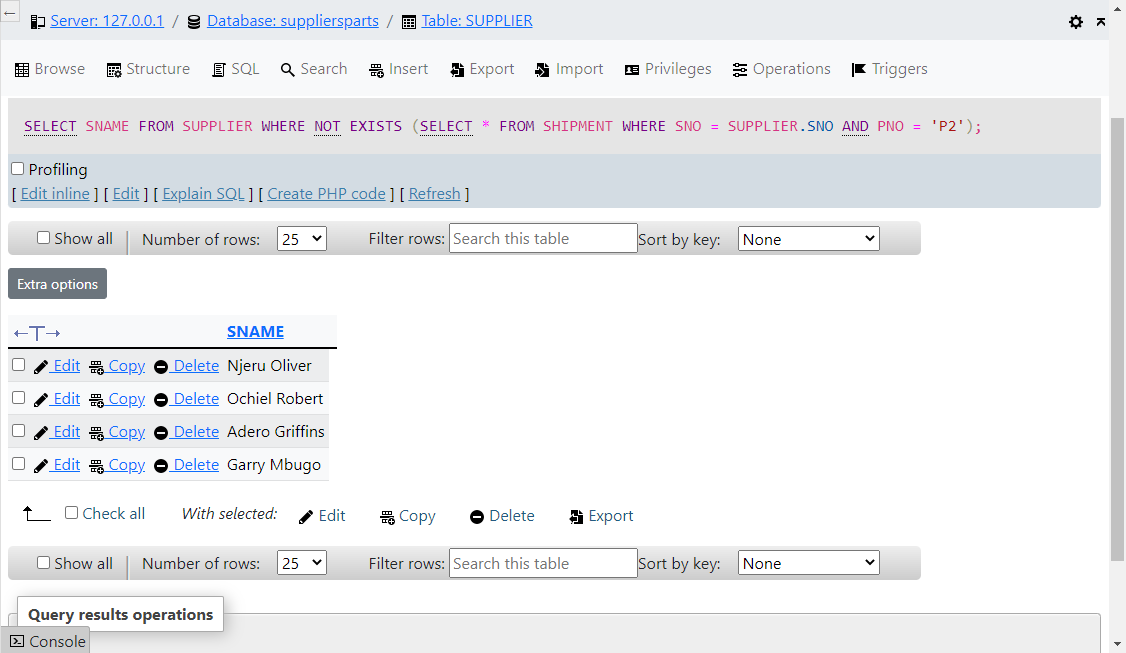 Server: 127.0.0.1 / Database: suppliersparts / Table: SUPPLIER
Browse Structure SQL Search Insert Export Import Privileges Operations Triggers
SELECT SNAME FROM SUPPLIER WHERE NOT EXISTS (SELECT * FROM SHIPMENT WHERE SNO = SUPPLIER.SNO AND PNO = 'P2');
Profiling
[ Edit inline ] [ Edit ] [ Explain SQL ] [ Create PHP code ] [ Refresh ]
Show all Number of rows: 25 Filter rows: Search this table Sort by key: None
Extra options
←T→ SNAME
Edit Copy Delete Njeru Oliver
Edit Copy Delete Ochiel Robert
Edit Copy Delete Adero Griffins
Edit Copy Delete Garry Mbugo
Check all With selected: Edit Copy Delete Export
Show all Number of rows: 25 Filter rows: Search this table Sort by key: None
Query results operations
Console